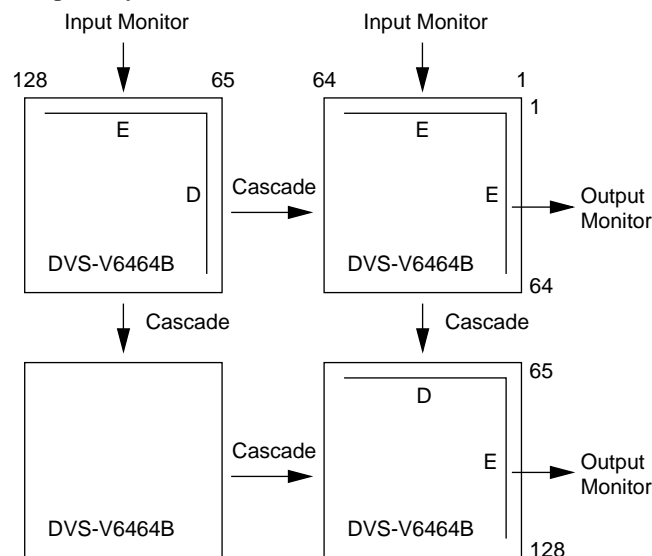 Input Monitor Input Monitor
128 65 64 1
1
E E
D Cascade E Output
Monitor
DVS-V6464B DVS-V6464B
64
Cascade Cascade
65
D
Cascade E Output
Monitor
DVS-V6464B DVS-V6464B
128